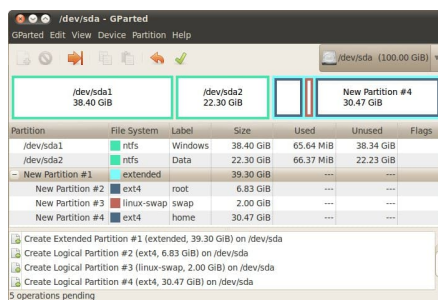 /dev/sda - GParted
GParted Edit View Device Partition Help
/dev/sda (100.00 GiB)
/dev/sda1
38.40 GiB
/dev/sda2
22.30 GiB
New Partition #4
30.47 GiB
Partition File System Label Size Used Unused Flags
/dev/sda1 ntfs Windows 38.40 GiB 65.64 MiB 38.34 GiB
/dev/sda2 ntfs Data 22.30 GiB 66.37 MiB 22.23 GiB
New Partition #1 extended 39.30 GiB --- ---
New Partition #2 ext4 root 6.83 GiB --- ---
New Partition #3 linux-swap swap 2.00 GiB --- ---
New Partition #4 ext4 home 30.47 GiB --- ---
Create Extended Partition #1 (extended, 39.30 GiB) on /dev/sda
Create Logical Partition #2 (ext4, 6.83 GiB) on /dev/sda
Create Logical Partition #3 (linux-swap, 2.00 GiB) on /dev/sda
Create Logical Partition #4 (ext4, 30.47 GiB) on /dev/sda
5 operations pending